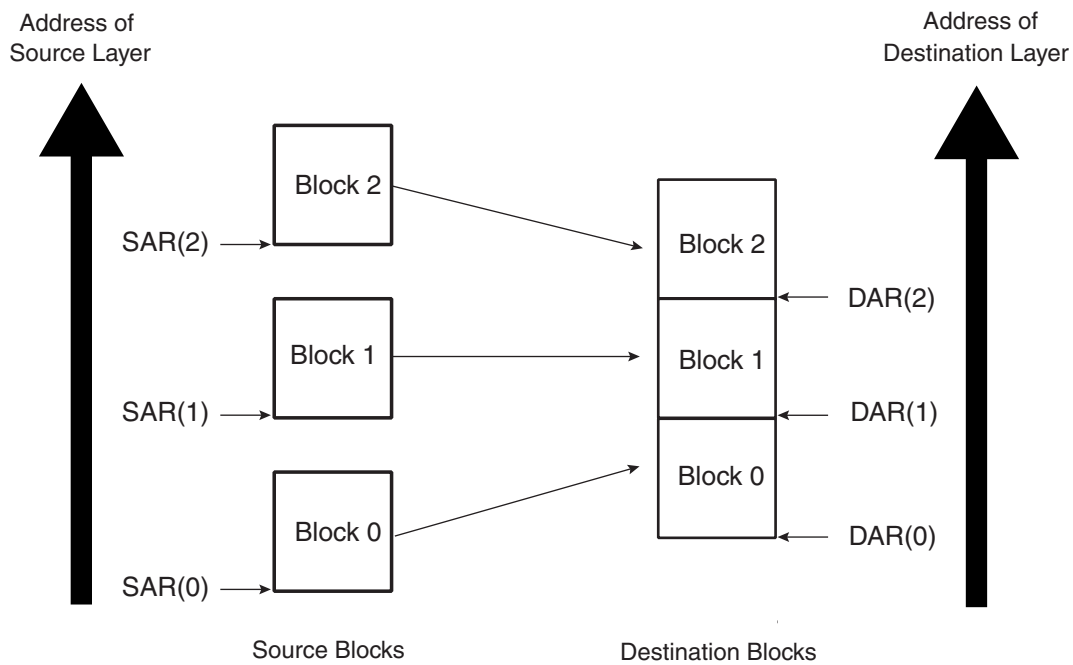 Address of
Source Layer
Address of
Destination Layer
Block 2
SAR(2)
Block 2
DAR(2)
Block 1
Block 1
SAR(1)
DAR(1)
Block 0
Block 0
DAR(0)
SAR(0)
Source Blocks
Destination Blocks